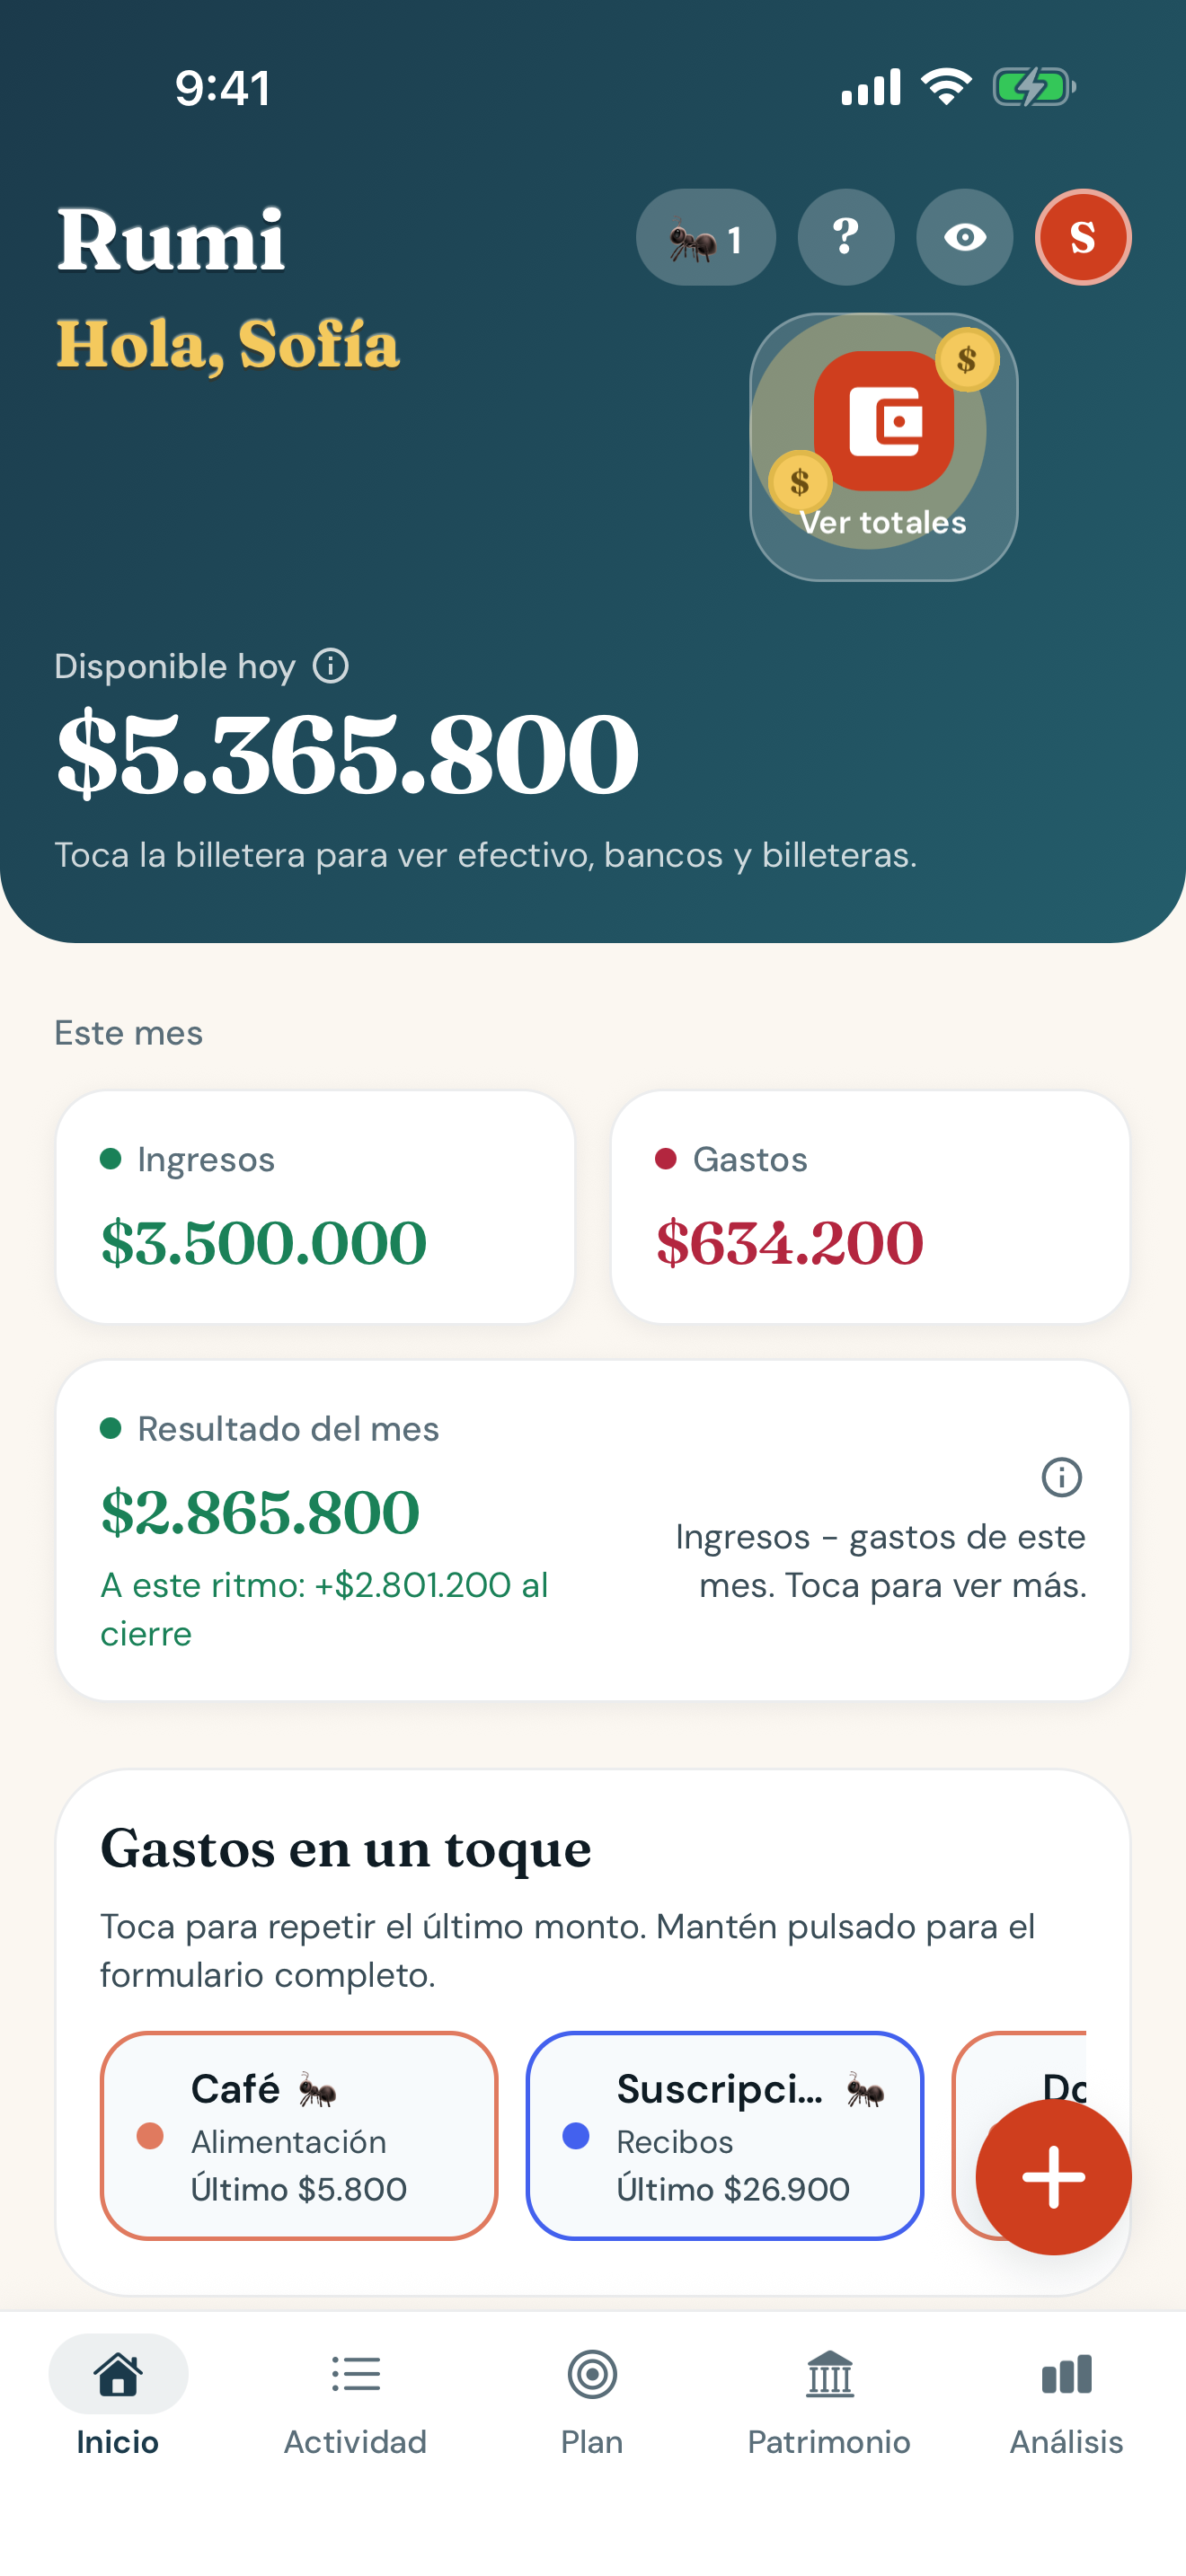 9:41
Rumi
1
?
S
Hola, Sofía
$
$
Ver totales
Disponible hoy
$5.365.800
Toca la billetera para ver efectivo, bancos y billeteras.
Este mes
Ingresos
$3.500.000
Gastos
$634.200
Resultado del mes
$2.865.800
A este ritmo: +$2.801.200 al
cierre
Ingresos - gastos de este
mes. Toca para ver más.
Gastos en un toque
Toca para repetir el último monto. Mantén pulsado para el
formulario completo.
Café
Alimentación
Último $5.800
Suscripci...
Recibos
Último $26.900
Inicio
Actividad
Plan
Patrimonio
Análisis